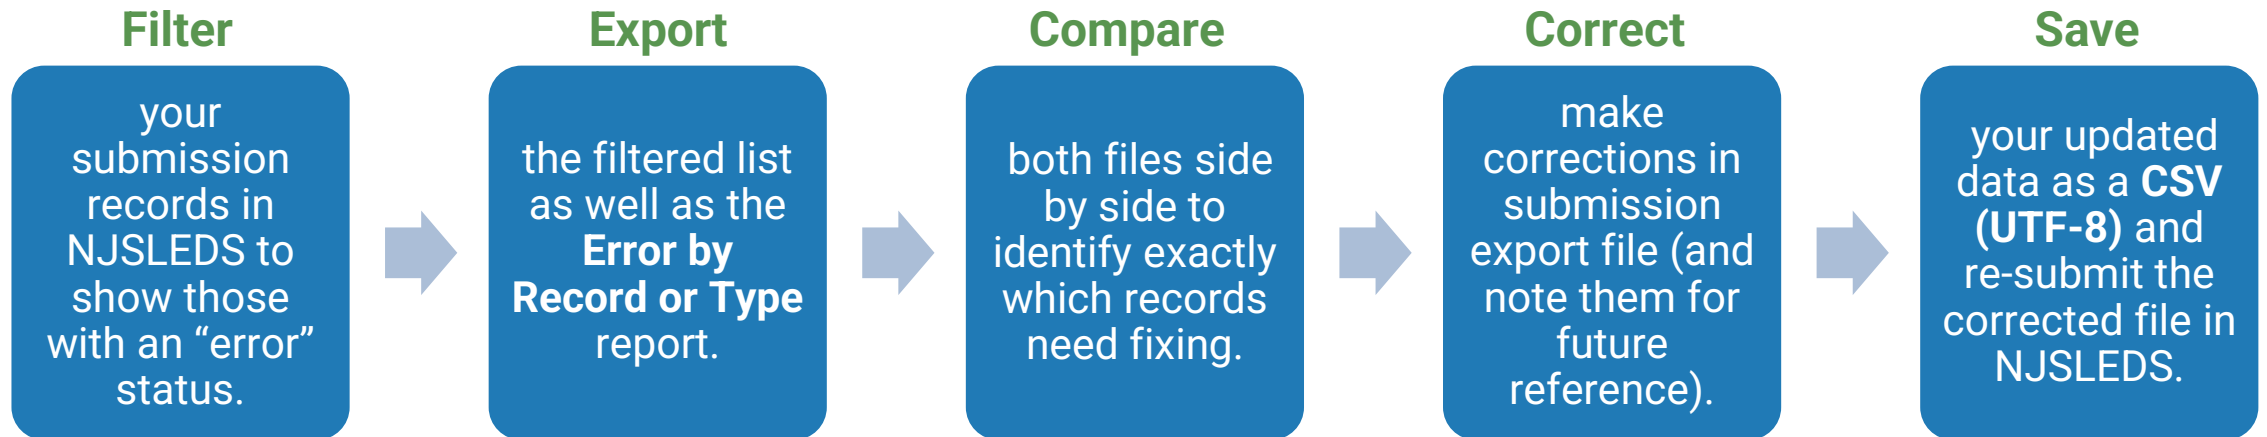 Filter
your
submission
records in
NJSLEDS to
show those
with an “error”
status.
Export
the filtered list
as well as the
Error by
Record or Type
report.
Compare
both files side
by side to
identify exactly
which records
need fixing.
Correct
make
corrections in
submission
export file (and
note them for
future
reference).
Save
your updated
data as a CSV
(UTF-8) and
re-submit the
corrected file in
NJSLEDS.